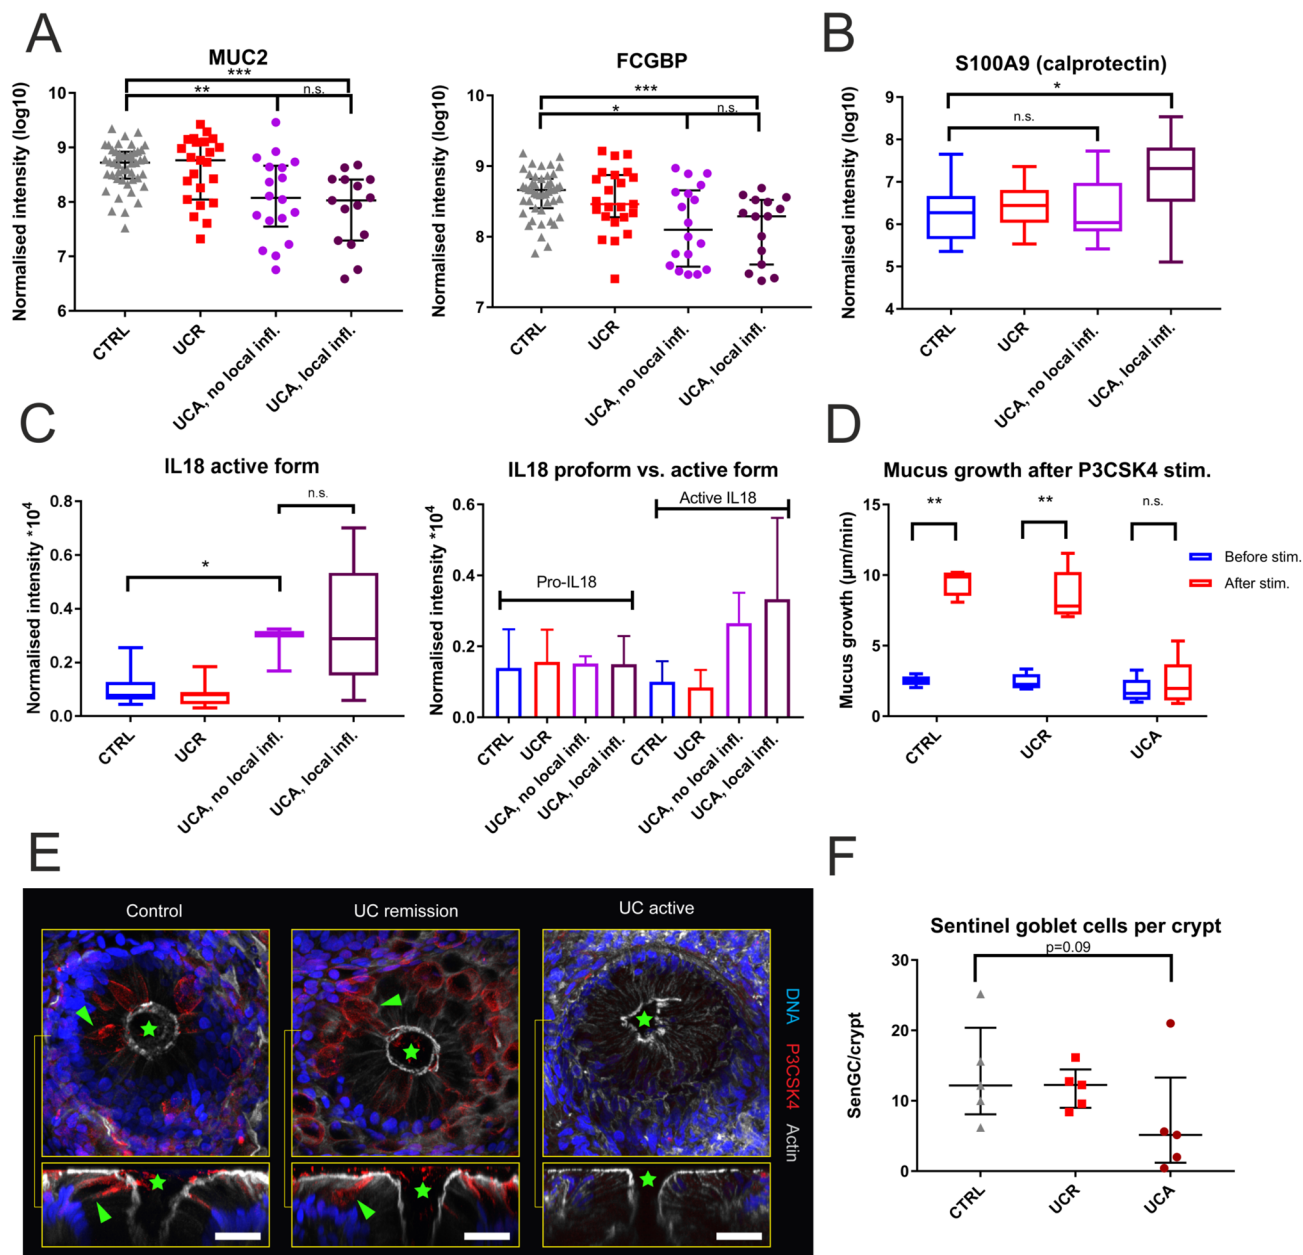 A
MUC2
***
**
n.s.
Normalised intensity (log10)
10
9
8
7
6
CTRL
UCR
UCA, no local infl.
UCA, local infl.
FCGBP
***
*
n.s.
Normalised intensity (log10)
10
9
8
7
CTRL
UCR
UCA, no local infl.
UCA, local infl.
B
S100A9 (calprotectin)
*
n.s.
Normalised intensity (log10)
9
8
7
6
5
4
CTRL
UCR
UCA, no local infl.
UCA, local infl.
C
IL18 active form
n.s.
*
Normalised intensity *10⁴
0.8
0.6
0.4
0.2
0.0
CTRL
UCR
UCA, no local infl.
UCA, local infl.
IL18 proform vs. active form
Active IL18
Pro-IL18
Normalised intensity *10⁴
0.6
0.4
0.2
0.0
CTRL
UCR
UCA, no local infl.
UCA, local infl.
CTRL
UCR
UCA, no local infl.
UCA, local infl.
D
Mucus growth after P3CSK4 stim.
** ** n.s.
Mucus growth (µm/min)
15
10
5
0
CTRL
UCR
UCA
Before stim.
After stim.
E
Control
UC remission
UC active
DNA P3CSK4 Actin
F
Sentinel goblet cells per crypt
p=0.09
SenGC/crypt
30
20
10
0
CTRL
UCR
UCA